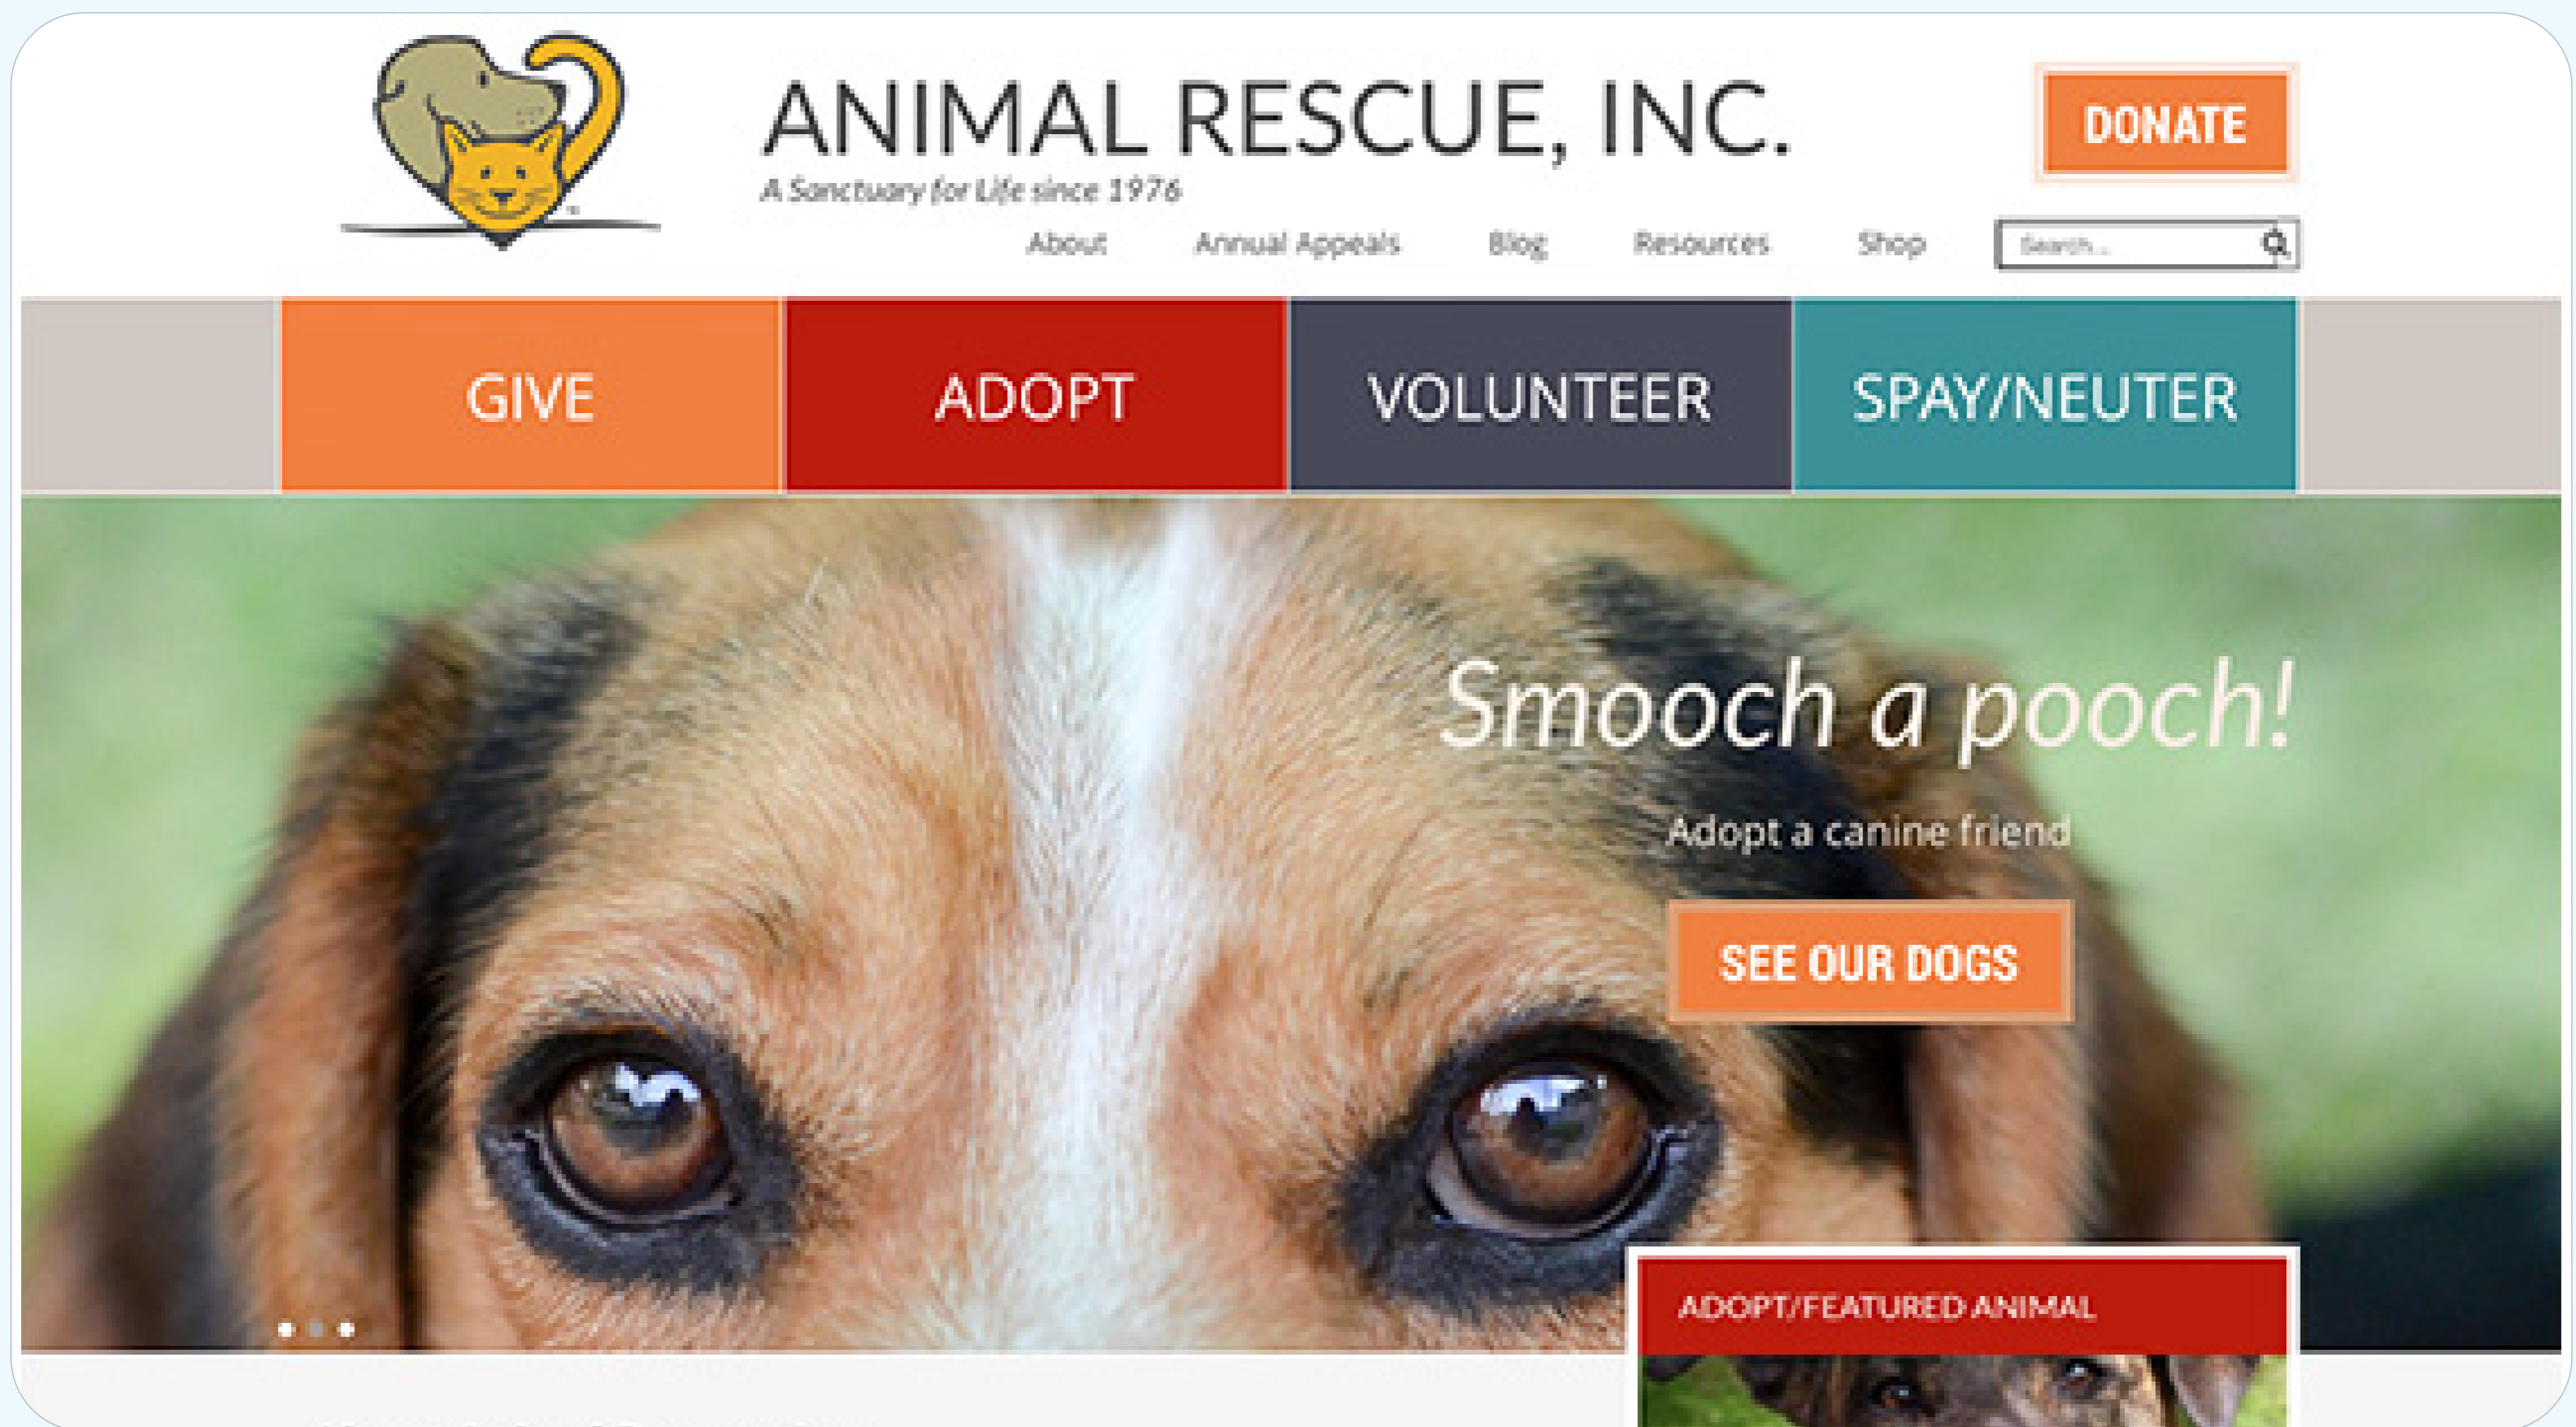 ANIMAL RESCUE, INC.
DONATE
A Sanctuary for Life since 1976
About Annual Appeals Blog Resources Shop Search...
GIVE ADOPT VOLUNTEER SPAY/NEUTER
Smooch a pooch!
Adopt a canine friend
SEE OUR DOGS
ADOPT/FEATURED ANIMAL